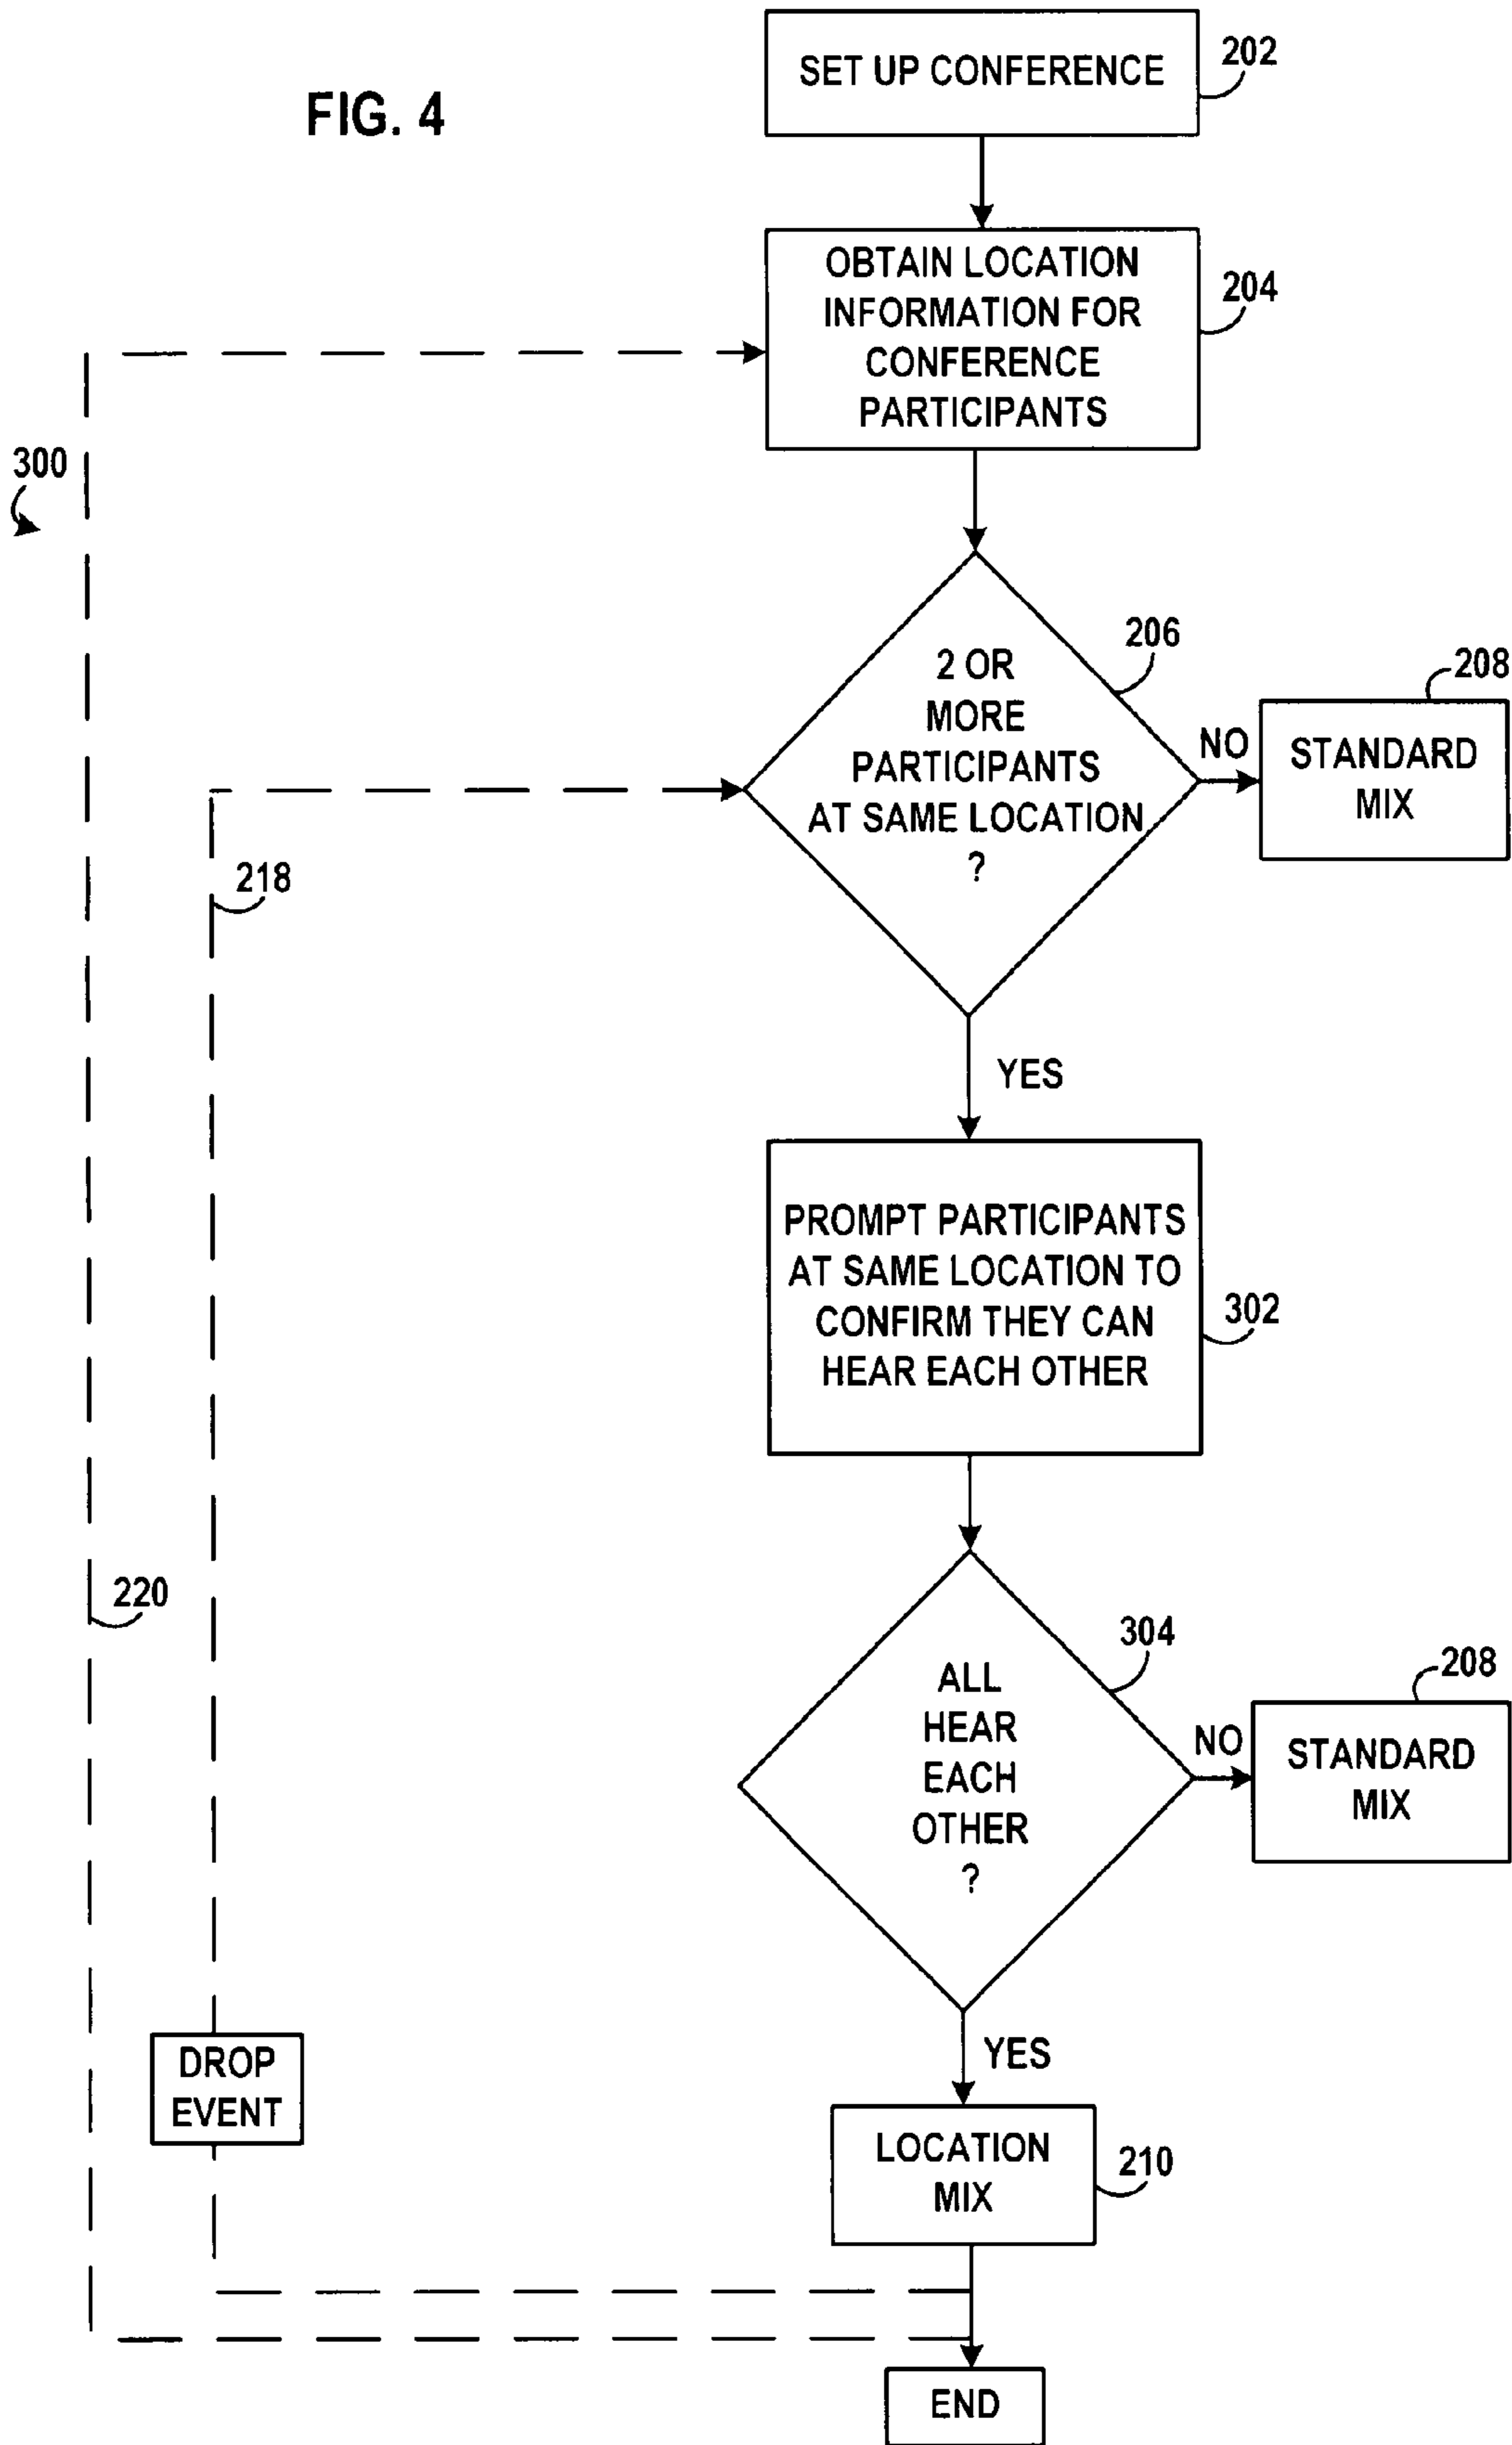 FIG. 4
SET UP CONFERENCE
202
OBTAIN LOCATION
INFORMATION FOR
CONFERENCE
PARTICIPANTS
204
300
2 OR
MORE
PARTICIPANTS
AT SAME LOCATION
?
206
NO
208
STANDARD
MIX
218
YES
PROMPT PARTICIPANTS
AT SAME LOCATION TO
CONFIRM THEY CAN
HEAR EACH OTHER
302
220
ALL
HEAR
EACH
OTHER
?
304
NO
208
STANDARD
MIX
YES
DROP
EVENT
LOCATION
MIX
210
END